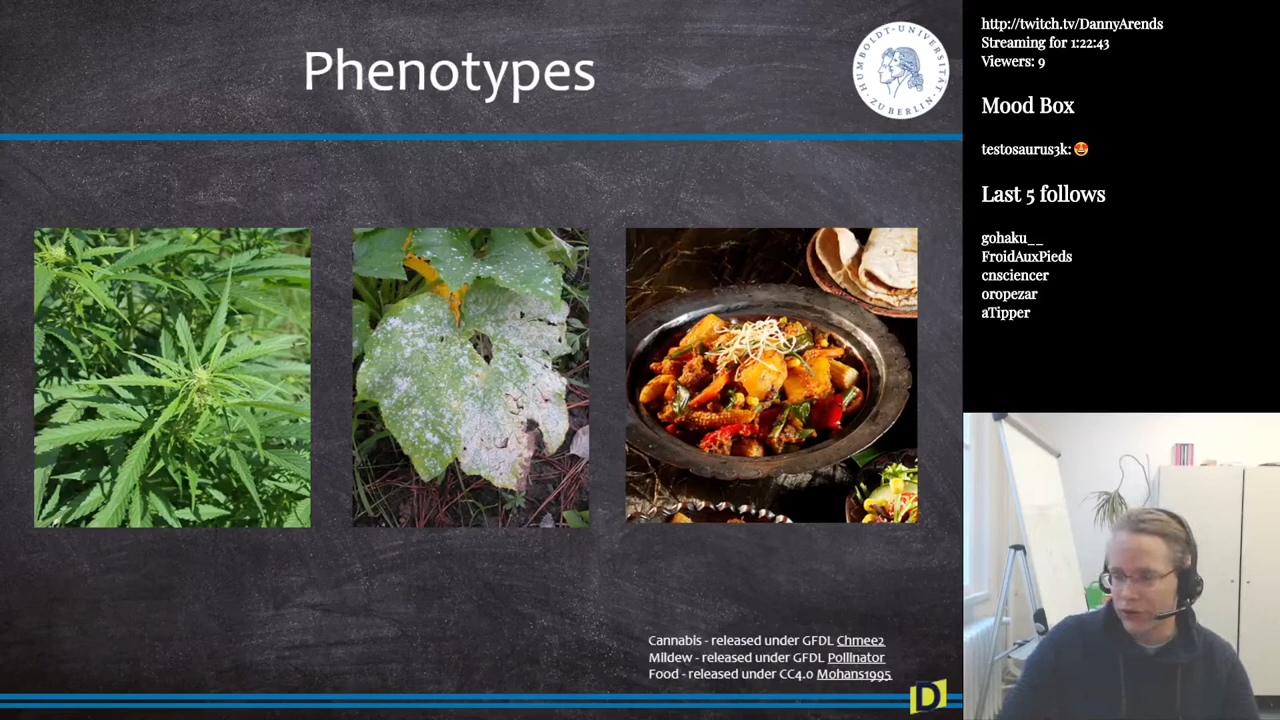 Phenotypes
HUMBOLDT-UNIVERSITÄT
ZU BERLIN
Cannabis - released under GFDL Chmee2
Mildew - released under GFDL Polllnator
Food - released under CC4.0 Mohans1995
D
http://twitch.tv/DannyArends
Streaming for 1:22:43
Viewers: 9
Mood Box
testosaurus3k: 🤩
Last 5 follows
gohaku__
FroidAuxPieds
cnsciencer
oropezar
aTipper